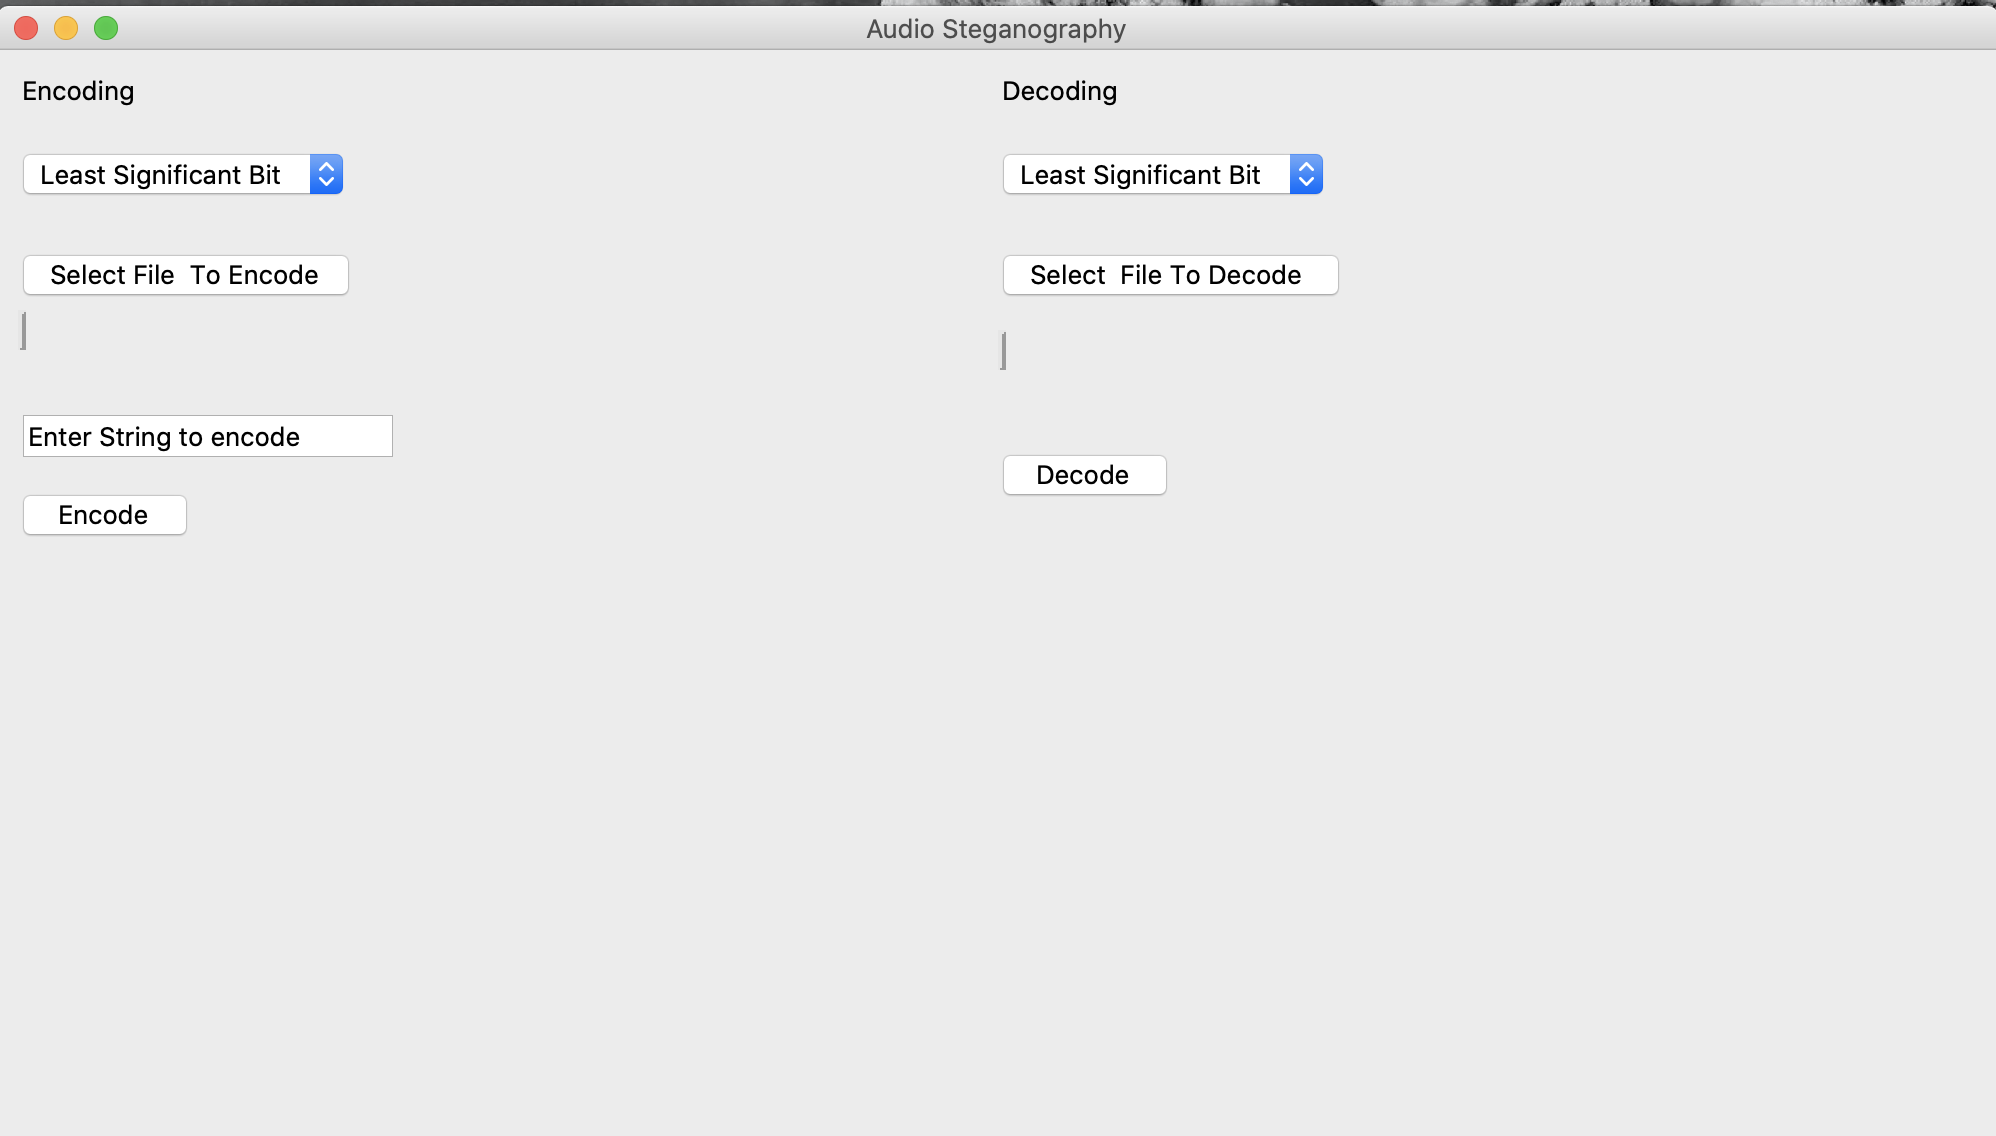 Audio Steganography
Encoding
Least Significant Bit
Select File  To Encode
Enter String to encode
Encode
Decoding
Least Significant Bit
Select  File To Decode
Decode